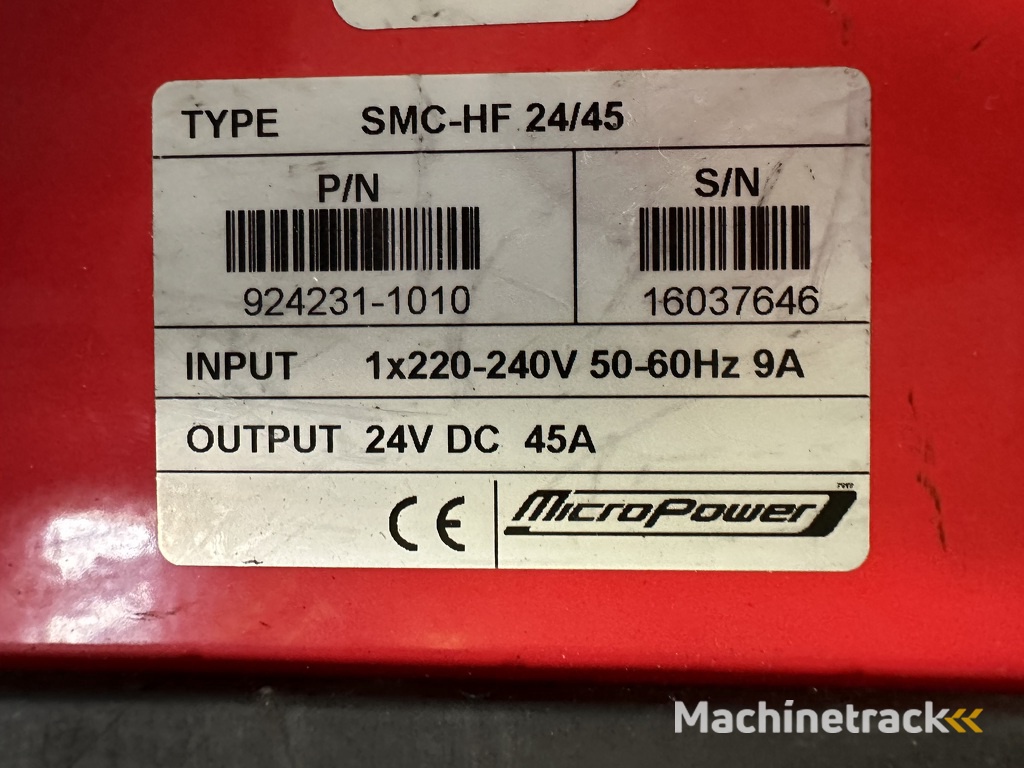 TYPE SMC-HF 24/45
P/N S/N
924231-1010 16037646
INPUT 1x220-240V 50-60Hz 9A
OUTPUT 24V DC 45A
CE MicroPower
Machinetrack